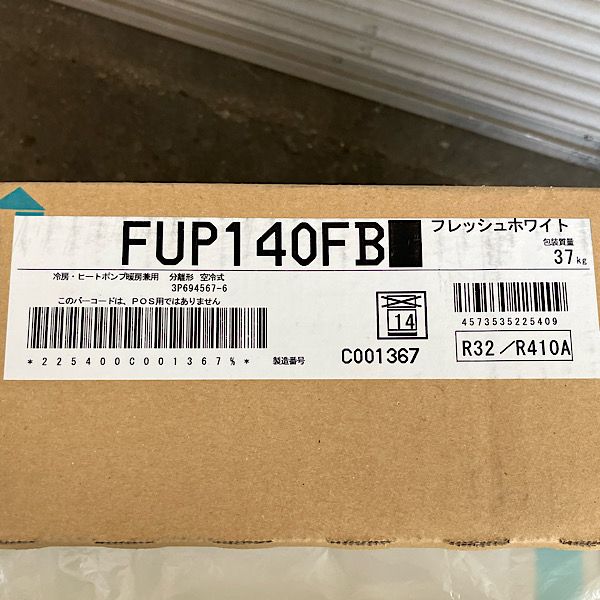 FUP140FB■ フレッシュホワイト
包装質量
37kg
冷房・ヒートポンプ暖房兼用 分離形 空冷式
3P694567-6
このバーコードは、POS用ではありません
14
4573535225409
*225400C001367%*
製造番号 C001367
R32/R410A